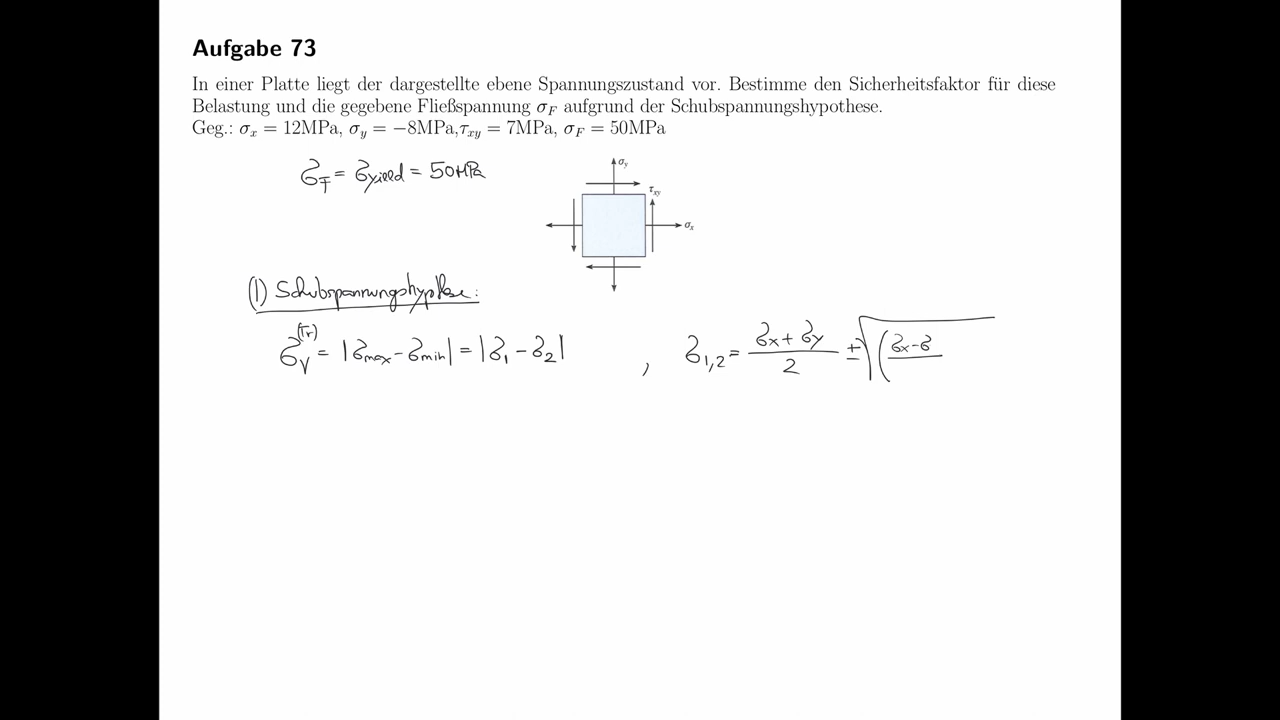 Aufgabe 73
In einer Platte liegt der dargestellte ebene Spannungszustand vor. Bestimme den Sicherheitsfaktor für diese
Belastung und die gegebene Fließspannung σ_F aufgrund der Schubspannungshypothese.
Geg.: σ_x = 12MPa, σ_y = −8MPa,τ_xy = 7MPa, σ_F = 50MPa
σ_F = σ_yield = 50MPa
σ_y
τ_xy
σ_x
(1) Schubspannungshypthese:
σ_V^(Tr) = |σ_max − σ_min| = |σ_1 − σ_2| , σ_1,2 = (σ_x + σ_y)/2 ± √((σ_x − σ